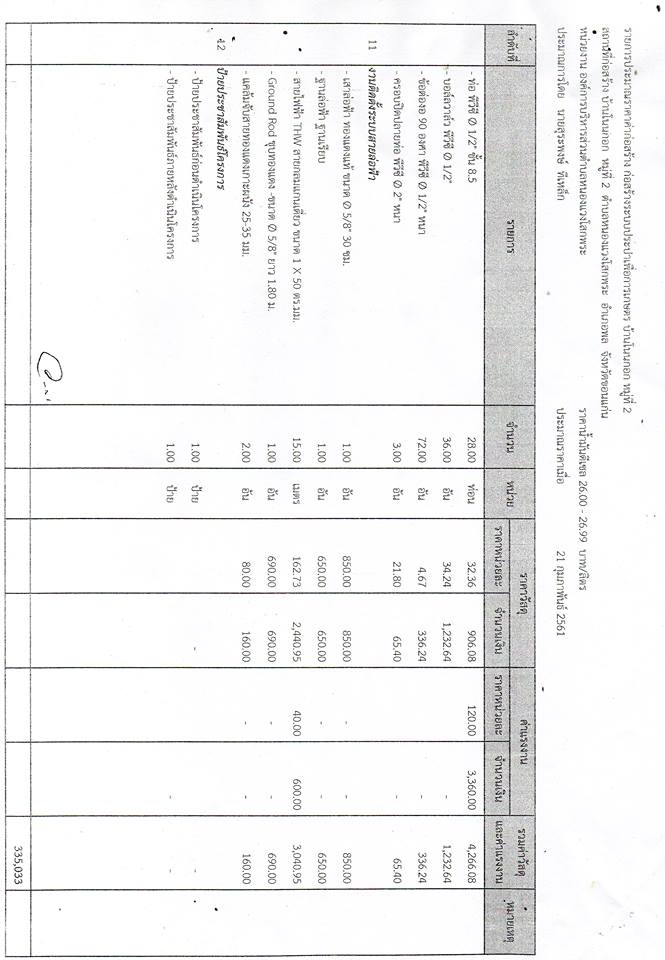 รายการประมาณราคาค่าก่อสร้าง ก่อสร้างระบบประปาเพื่อการเกษตร บ้านโนนกอก หมู่ที่ 2
สถานที่ก่อสร้าง บ้านโนนกอก หมู่ที่ 2 ตำบลหนองแวงโสกพระ อำเภอพล จังหวัดขอนแก่น
หน่วยงาน องค์การบริหารส่วนตำบลหนองแวงโสกพระ ราคาน้ำมันดีเซล 26.00 - 26.99 บาท/ลิตร
ประมาณการโดย นายสุระพงษ์ ทีเหล็ก ประมาณราคาเมื่อ 21 กุมภาพันธ์ 2561
ลำดับที่ รายการ จำนวน หน่วย ราคาวัสดุ ค่าแรงงาน รวมค่าวัสดุ หมายเหตุ
ราคาหน่วยละ จำนวนเงิน ราคาหน่วยละ จำนวนเงิน และค่าแรงงาน
- ท่อ พีวีซี Ø 1/2" ชั้น 8.5 28.00 ท่อน 32.36 906.08 120.00 3,360.00 4,266.08
- บอล์ลวาล์ว พีวีซี Ø 1/2" 36.00 อัน 34.24 1,232.64 - - 1,232.64
- ข้อต่องอ 90 องศา พีวีซี Ø 1/2" หนา 72.00 อัน 4.67 336.24 - - 336.24
- ครอบปิดปลายท่อ พีวีซี Ø 2" หนา 3.00 อัน 21.80 65.40 - - 65.40
11 งานติดตั้งระบบสายล่อฟ้า
- เสาล่อฟ้า ทองแดงแท้ ขนาด Ø 5/8" 30 ซม. 1.00 อัน 850.00 850.00 - - 850.00
- ฐานล่อฟ้า ฐานเรียบ 1.00 อัน 650.00 650.00 - - 650.00
- สายไฟฟ้า THW สายกลมแกนเดี่ยว ขนาด 1 X 50 ตร.มม. 15.00 เมตร 162.73 2,440.95 40.00 600.00 3,040.95
- Ground Rod ชุบทองแดง -ขนาด Ø 5/8" ยาว 1.80 ม. 1.00 อัน 690.00 690.00 - - 690.00
- แคล้มจับสายทองแดงเกาะผนัง 25-35 มม. 2.00 อัน 80.00 160.00 - - 160.00
12 ป้ายประชาสัมพันธ์โครงการ
- ป้ายประชาสัมพันธ์ก่อนดำเนินโครงการ 1.00 ป้าย - - -
- ป้ายประชาสัมพันธ์ภายหลังดำเนินโครงการ 1.00 ป้าย - -
335,033